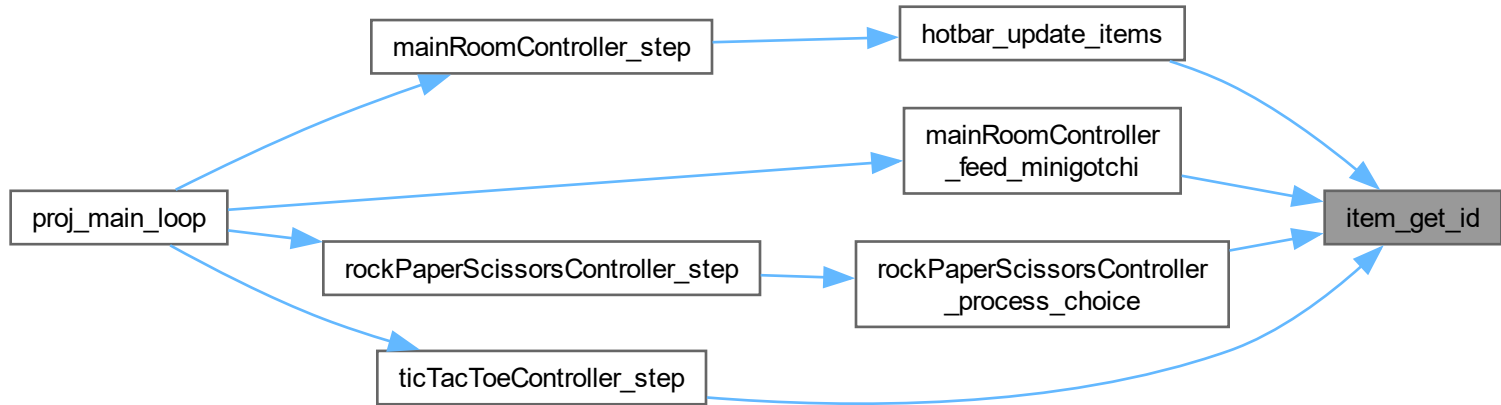 mainRoomController_step
hotbar_update_items
mainRoomController
_feed_minigotchi
proj_main_loop
item_get_id
rockPaperScissorsController_step
rockPaperScissorsController
_process_choice
ticTacToeController_step